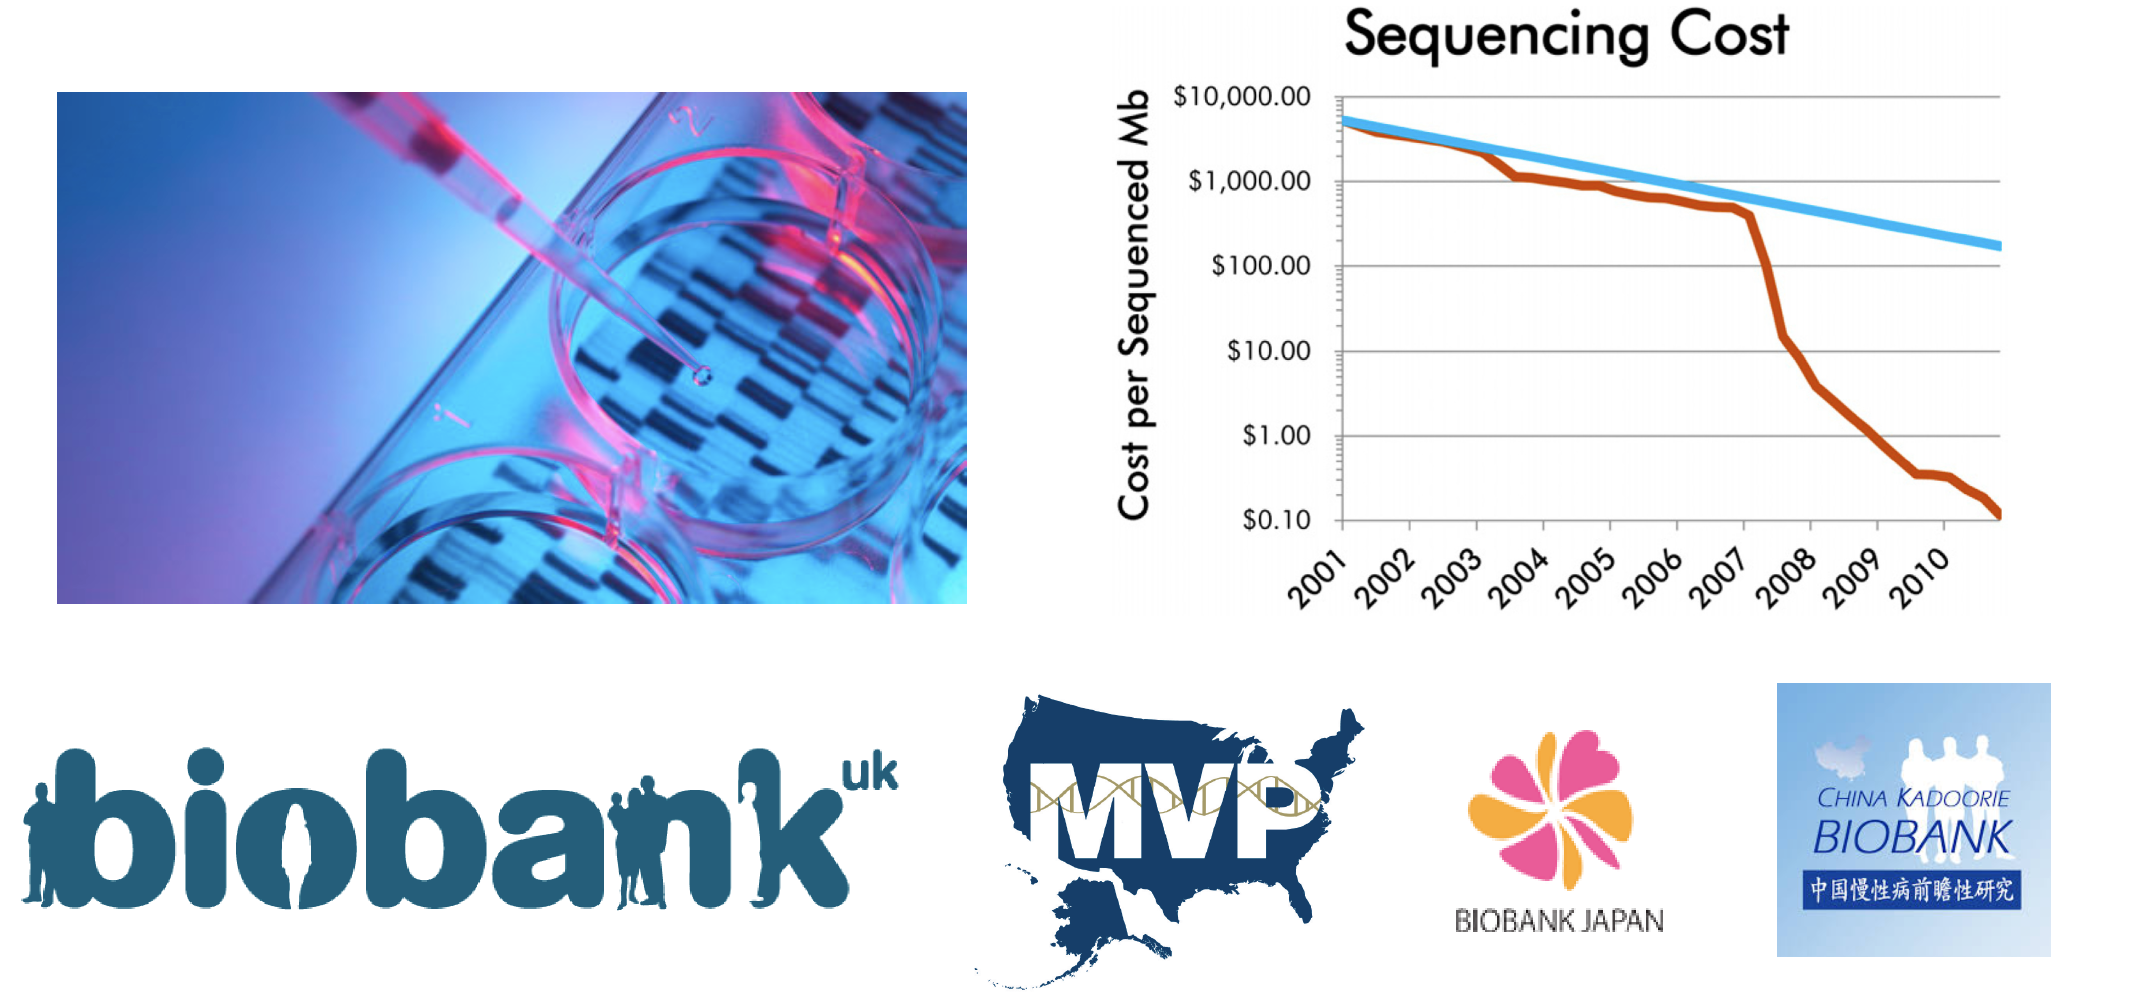 Sequencing Cost
Cost per Sequenced Mb
$10,000.00
$1,000.00
$100.00
$10.00
$1.00
$0.10
2001
2002
2003
2004
2005
2006
2007
2008
2009
2010
2
1
biobank uk
MVP
BIOBANK JAPAN
CHINA KADOORIE
BIOBANK
中国慢性病前瞻性研究